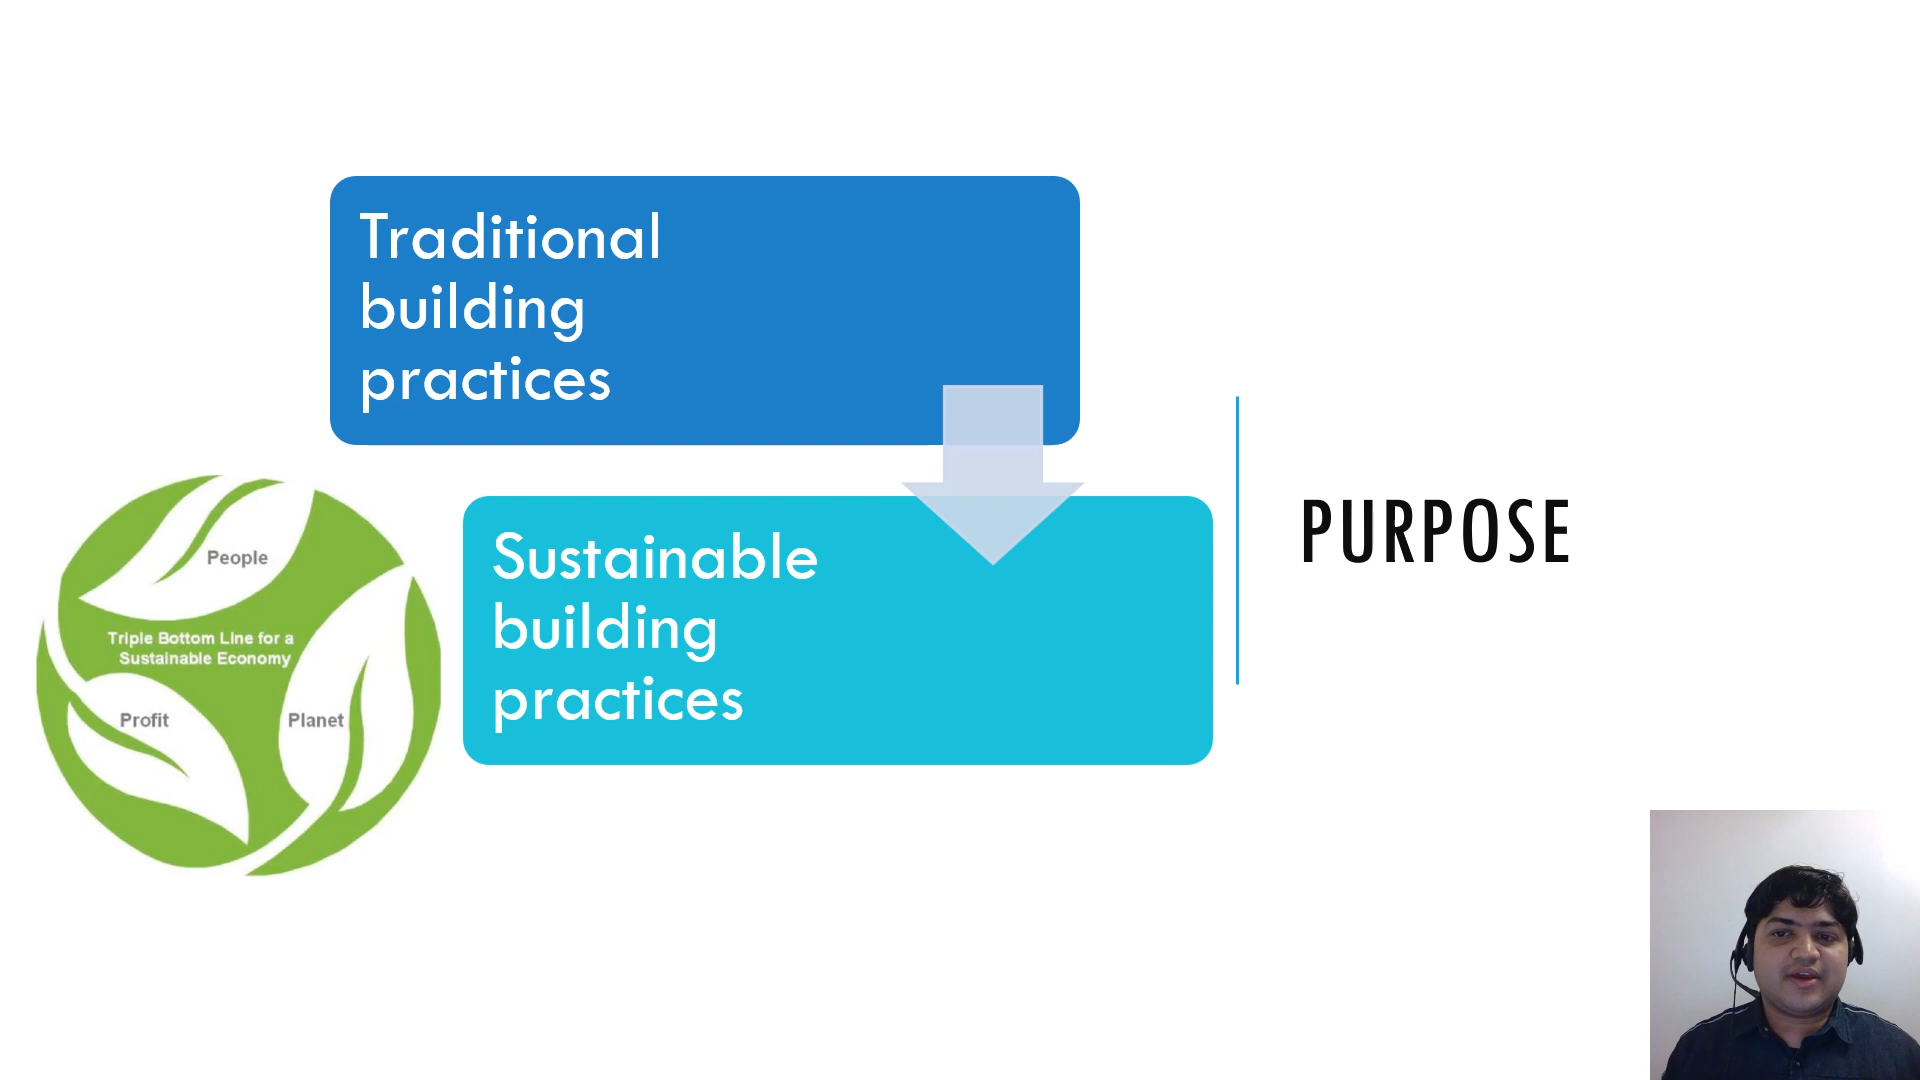 Traditional
building
practices
Sustainable
building
practices
PURPOSE
People
Triple Bottom Line for a
Sustainable Economy
Profit
Planet